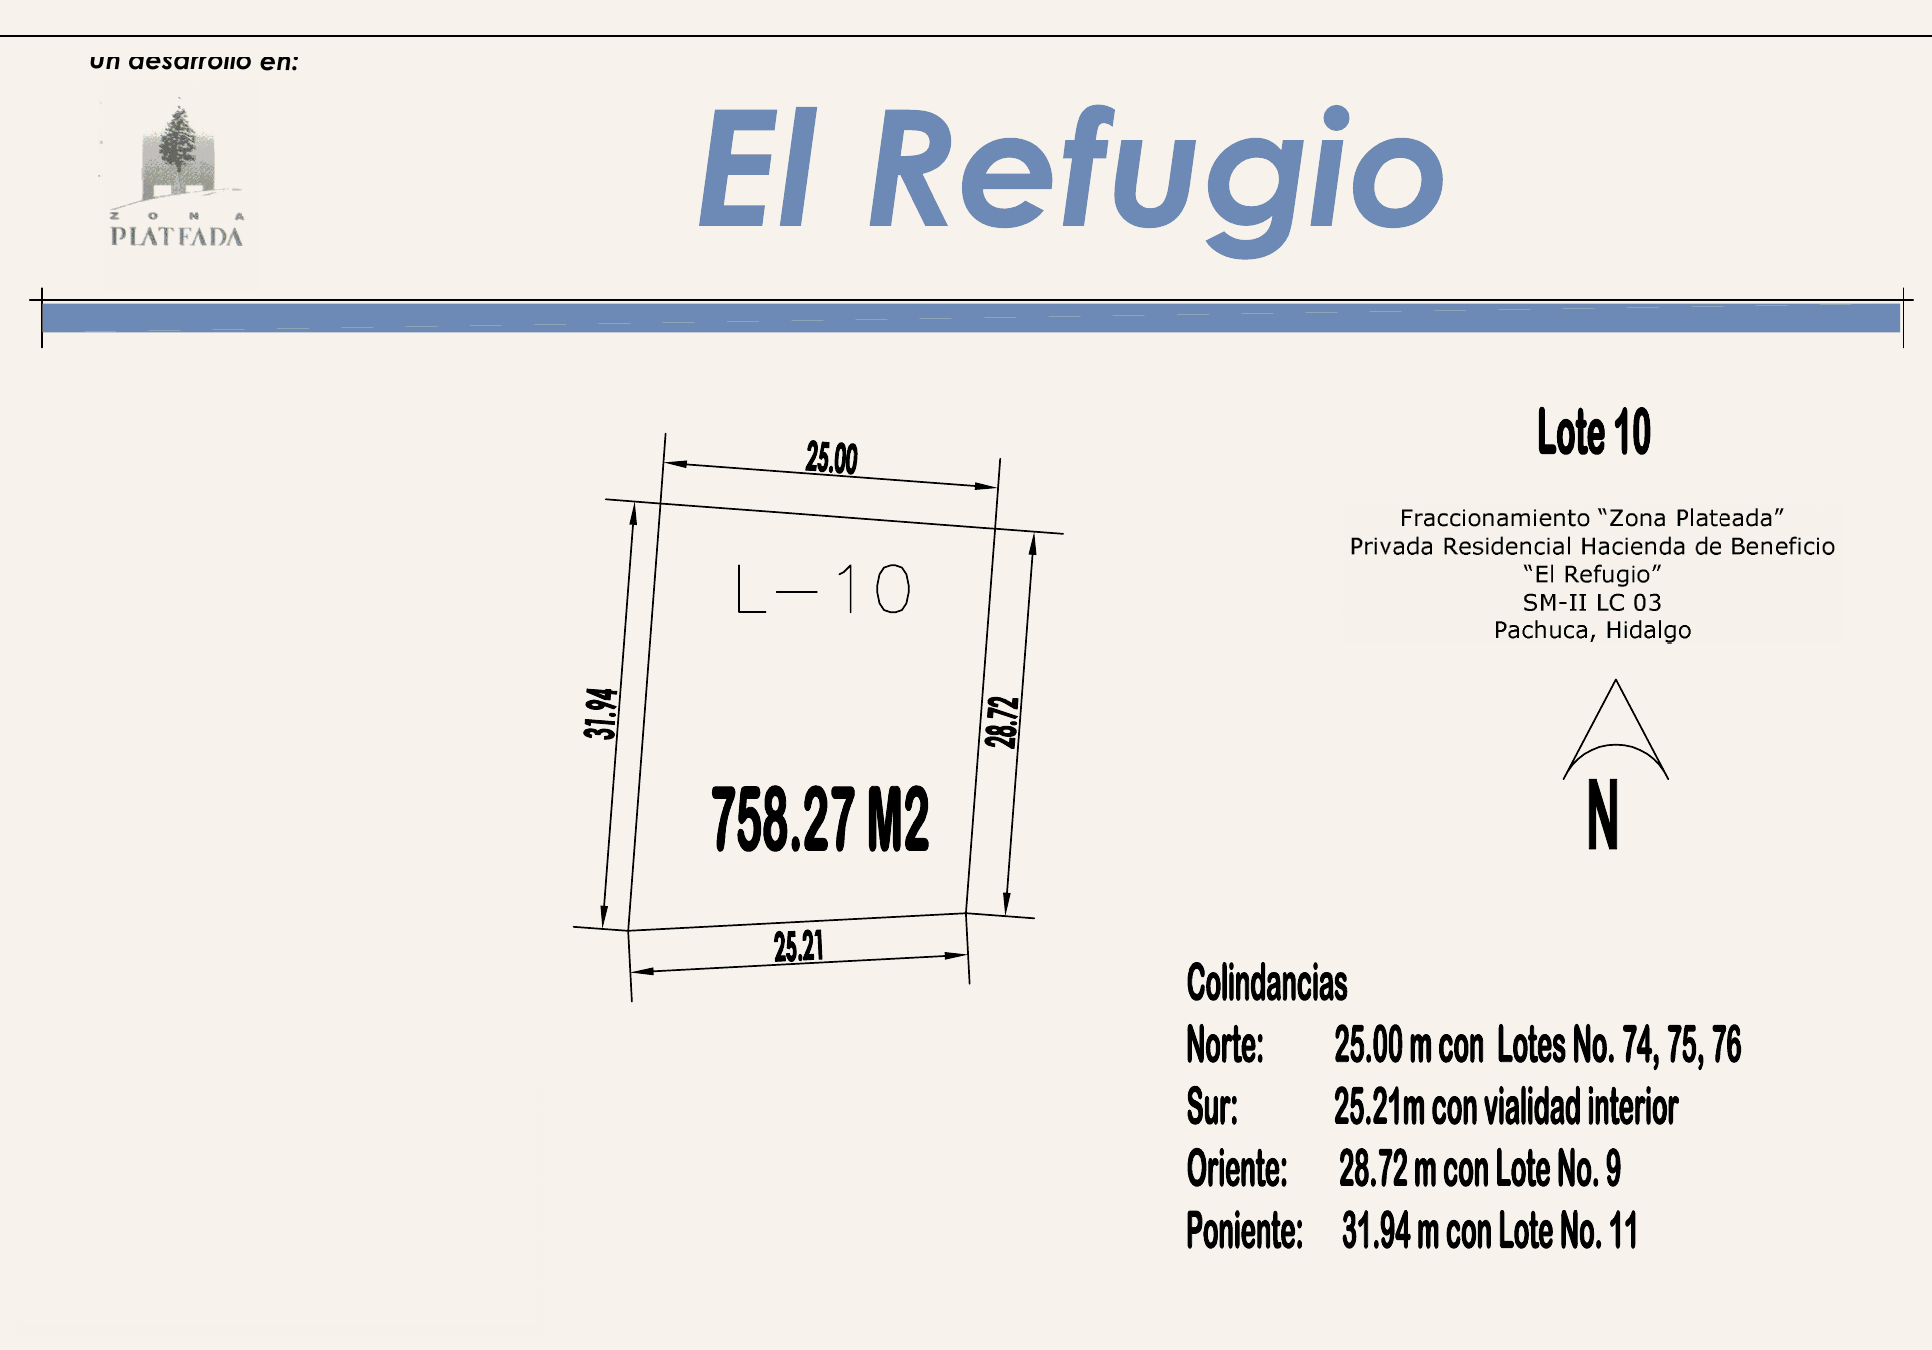 Un desarrollo en:
ZONA
PLATEADA
El Refugio
Lote 10
Fraccionamiento “Zona Plateada”
Privada Residencial Hacienda de Beneficio
“El Refugio”
SM-II LC 03
Pachuca, Hidalgo
N
25.00
L-10
31.94
28.72
758.27 M2
25.21
Colindancias
Norte: 25.00 m con Lotes No. 74, 75, 76
Sur: 25.21m con vialidad interior
Oriente: 28.72 m con Lote No. 9
Poniente: 31.94 m con Lote No. 11